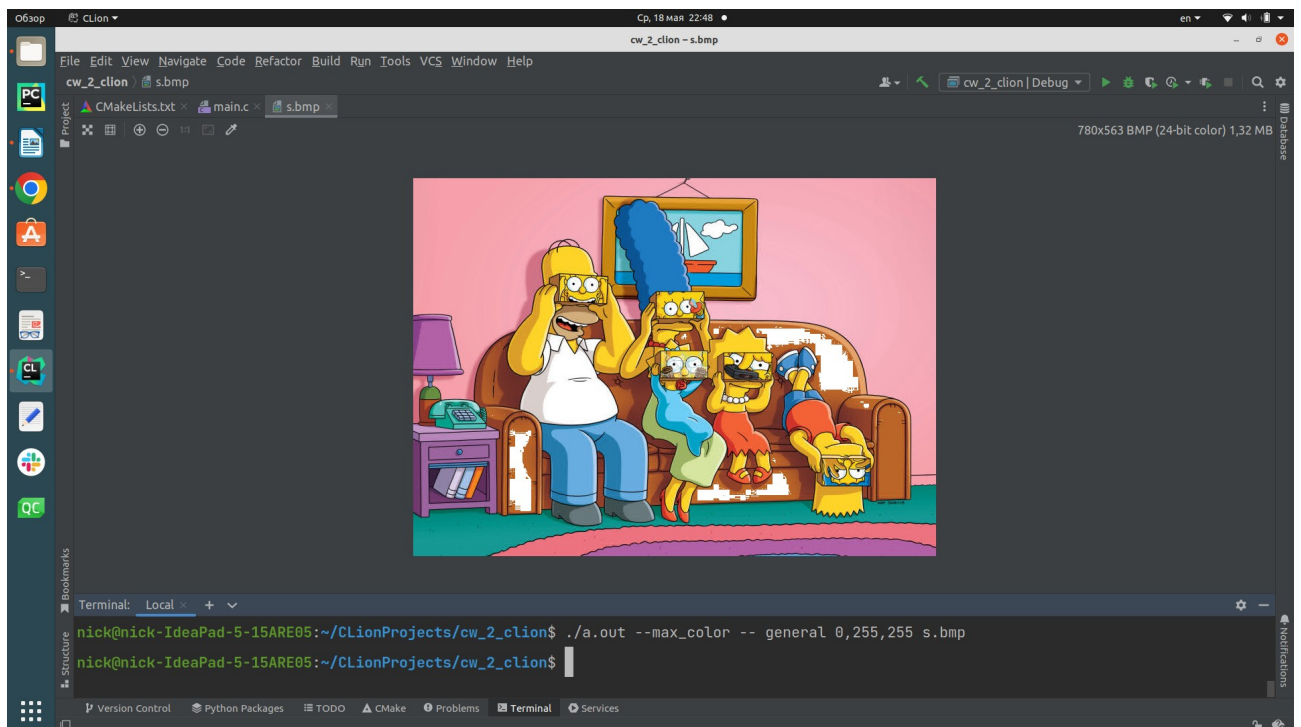 Обзор CLion Ср, 18 мая 22:48 en
cw_2_clion – s.bmp
File Edit View Navigate Code Refactor Build Run Tools VCS Window Help
cw_2_clion s.bmp cw_2_clion | Debug
CMakeLists.txt main.c s.bmp
780x563 BMP (24-bit color) 1,32 MB
Project
Database
PC
CL
QC
Bookmarks
Structure
Notifications
Terminal: Local
nick@nick-IdeaPad-5-15ARE05:~/CLionProjects/cw_2_clion$ ./a.out --max_color -- general 0,255,255 s.bmp
nick@nick-IdeaPad-5-15ARE05:~/CLionProjects/cw_2_clion$
Version Control Python Packages TODO CMake Problems Terminal Services